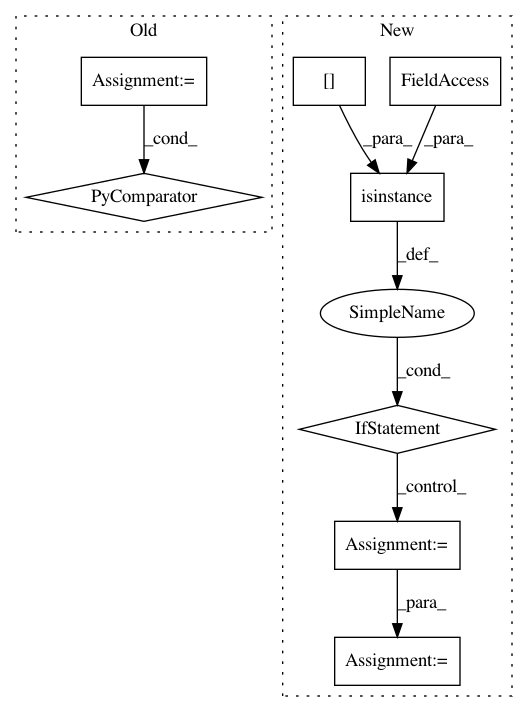 Old
New
Assignment:=
[]
FieldAccess
_cond_
_para_
_para_
PyComparator
isinstance
_def_
SimpleName
_cond_
IfStatement
_control_
Assignment:=
_para_
Assignment:=